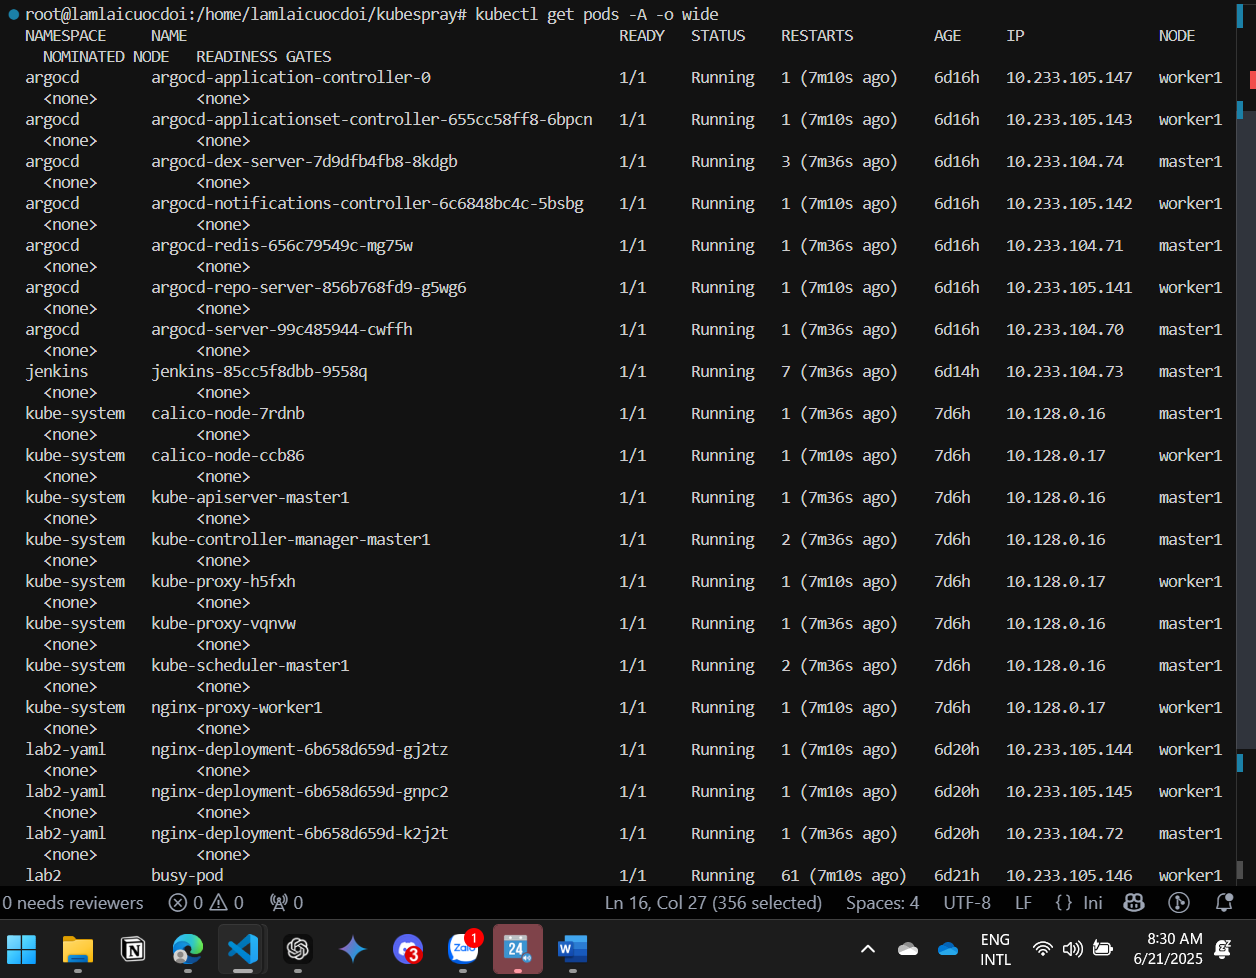 root@lamlaicuocdoi:/home/lamlaicuocdoi/kubespray# kubectl get pods -A -o wide
NAMESPACE NAME READY STATUS RESTARTS AGE IP NODE
NOMINATED NODE READINESS GATES
argocd argocd-application-controller-0 1/1 Running 1 (7m10s ago) 6d16h 10.233.105.147 worker1
<none> <none>
argocd argocd-applicationset-controller-655cc58ff8-6bpcn 1/1 Running 1 (7m10s ago) 6d16h 10.233.105.143 worker1
<none> <none>
argocd argocd-dex-server-7d9dfb4fb8-8kdgb 1/1 Running 3 (7m36s ago) 6d16h 10.233.104.74 master1
<none> <none>
argocd argocd-notifications-controller-6c6848bc4c-5bsbg 1/1 Running 1 (7m10s ago) 6d16h 10.233.105.142 worker1
<none> <none>
argocd argocd-redis-656c79549c-mg75w 1/1 Running 1 (7m36s ago) 6d16h 10.233.104.71 master1
<none> <none>
argocd argocd-repo-server-856b768fd9-g5wg6 1/1 Running 1 (7m10s ago) 6d16h 10.233.105.141 worker1
<none> <none>
argocd argocd-server-99c485944-cwffh 1/1 Running 1 (7m36s ago) 6d16h 10.233.104.70 master1
<none> <none>
jenkins jenkins-85cc5f8dbb-9558q 1/1 Running 7 (7m36s ago) 6d14h 10.233.104.73 master1
<none> <none>
kube-system calico-node-7rdnb 1/1 Running 1 (7m36s ago) 7d6h 10.128.0.16 master1
<none> <none>
kube-system calico-node-ccb86 1/1 Running 1 (7m10s ago) 7d6h 10.128.0.17 worker1
<none> <none>
kube-system kube-apiserver-master1 1/1 Running 1 (7m36s ago) 7d6h 10.128.0.16 master1
<none> <none>
kube-system kube-controller-manager-master1 1/1 Running 2 (7m36s ago) 7d6h 10.128.0.16 master1
<none> <none>
kube-system kube-proxy-h5fxh 1/1 Running 1 (7m10s ago) 7d6h 10.128.0.17 worker1
<none> <none>
kube-system kube-proxy-vqnvw 1/1 Running 1 (7m36s ago) 7d6h 10.128.0.16 master1
<none> <none>
kube-system kube-scheduler-master1 1/1 Running 2 (7m36s ago) 7d6h 10.128.0.16 master1
<none> <none>
kube-system nginx-proxy-worker1 1/1 Running 1 (7m10s ago) 7d6h 10.128.0.17 worker1
<none> <none>
lab2-yaml nginx-deployment-6b658d659d-gj2tz 1/1 Running 1 (7m10s ago) 6d20h 10.233.105.144 worker1
<none> <none>
lab2-yaml nginx-deployment-6b658d659d-gnpc2 1/1 Running 1 (7m10s ago) 6d20h 10.233.105.145 worker1
<none> <none>
lab2-yaml nginx-deployment-6b658d659d-k2j2t 1/1 Running 1 (7m36s ago) 6d20h 10.233.104.72 master1
<none> <none>
lab2 busy-pod 1/1 Running 61 (7m10s ago) 6d21h 10.233.105.146 worker1
0 needs reviewers 0 0 0 Ln 16, Col 27 (356 selected) Spaces: 4 UTF-8 LF {} Ini
3 Zalo 1 24 W ENG 8:30 AM
INTL 6/21/2025